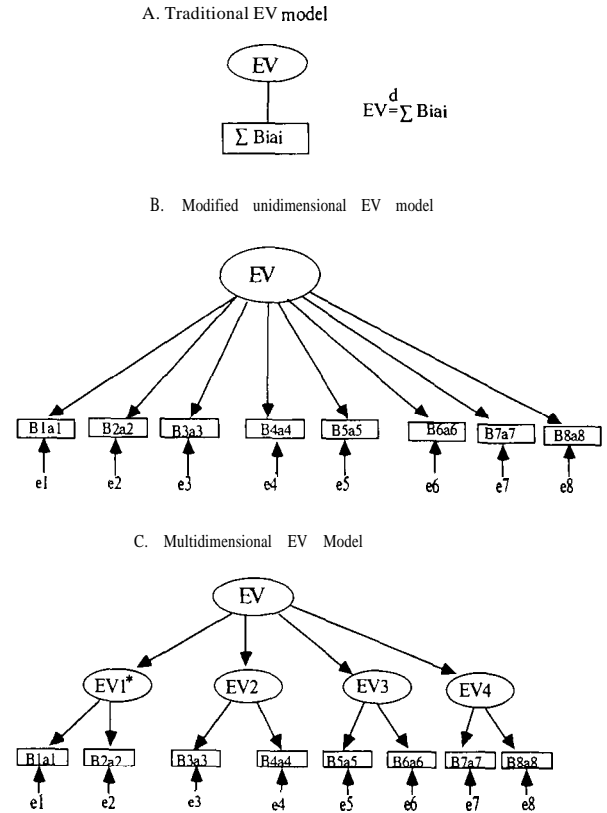 A. Traditional EV model
EV
∑ Biai
EV d= ∑ Biai
B. Modified unidimensional EV model
EV
B1a1 B2a2 B3a3 B4a4 B5a5 B6a6 B7a7 B8a8
e1 e2 e3 e4 e5 e6 e7 e8
C. Multidimensional EV Model
EV
EV1* EV2 EV3 EV4
B1a1 B2a2 B3a3 B4a4 B5a5 B6a6 B7a7 B8a8
e1 e2 e3 e4 e5 e6 e7 e8